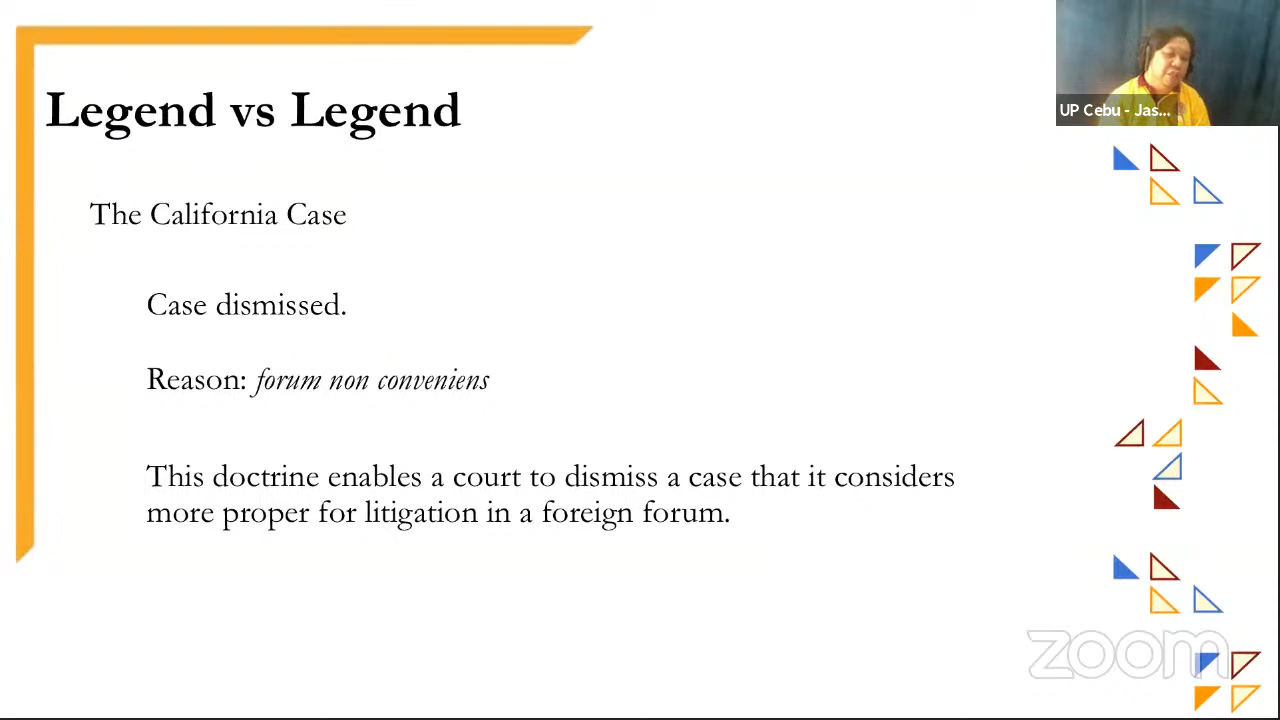 Legend vs Legend
UP Cebu - Jas...
The California Case
Case dismissed.
Reason: forum non conveniens
This doctrine enables a court to dismiss a case that it considers
more proper for litigation in a foreign forum.
zoom